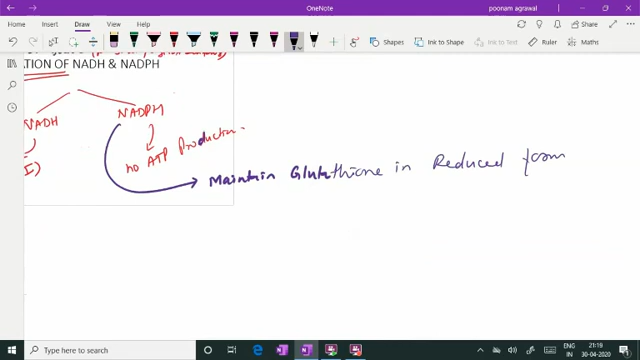 OneNote
poonam agrawal
Home Insert Draw View Help
Shapes Ink to Shape Ink to Text Ruler Maths
ATION OF NADH & NADPH
NADH NADPH
I)
no ATP Production.
Maintain Glutathione in Reduced form
Type here to search
ENG
IN
21:19
30-04-2020